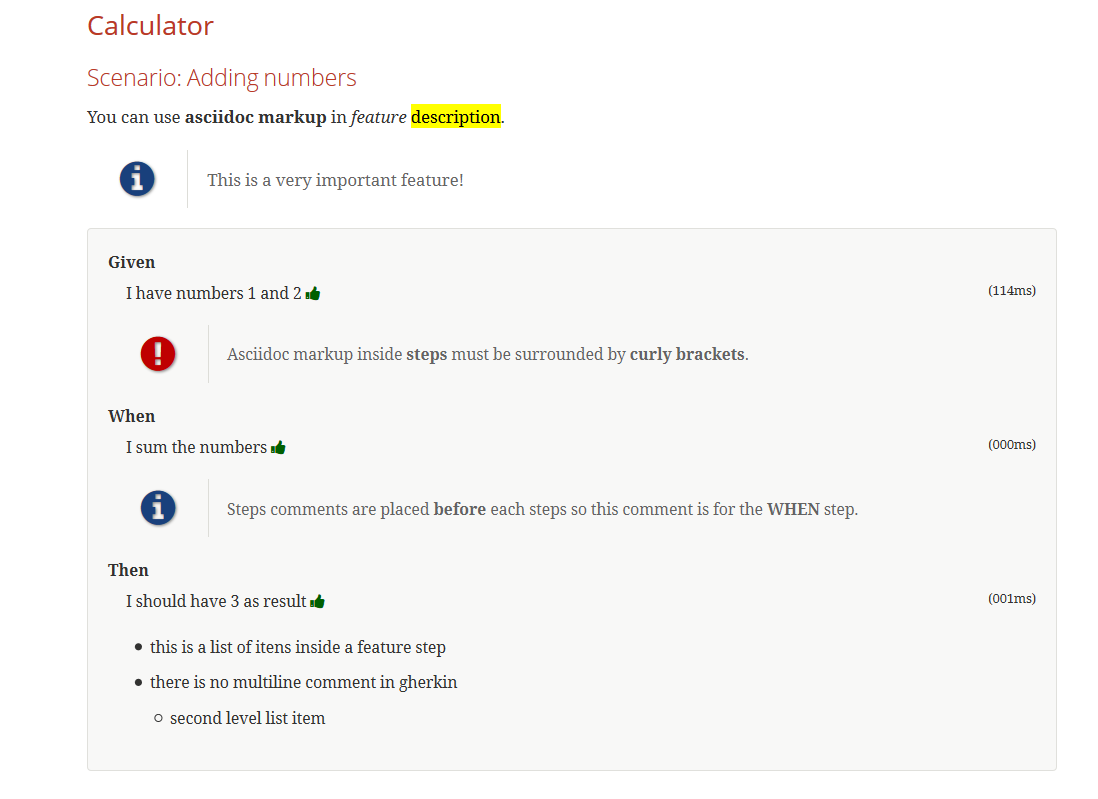 Calculator
Scenario: Adding numbers
You can use asciidoc markup in feature description.
This is a very important feature!
Given
I have numbers 1 and 2 (114ms)
Asciidoc markup inside steps must be surrounded by curly brackets.
When
I sum the numbers (000ms)
Steps comments are placed before each steps so this comment is for the WHEN step.
Then
I should have 3 as result (001ms)
this is a list of itens inside a feature step
there is no multiline comment in gherkin
second level list item